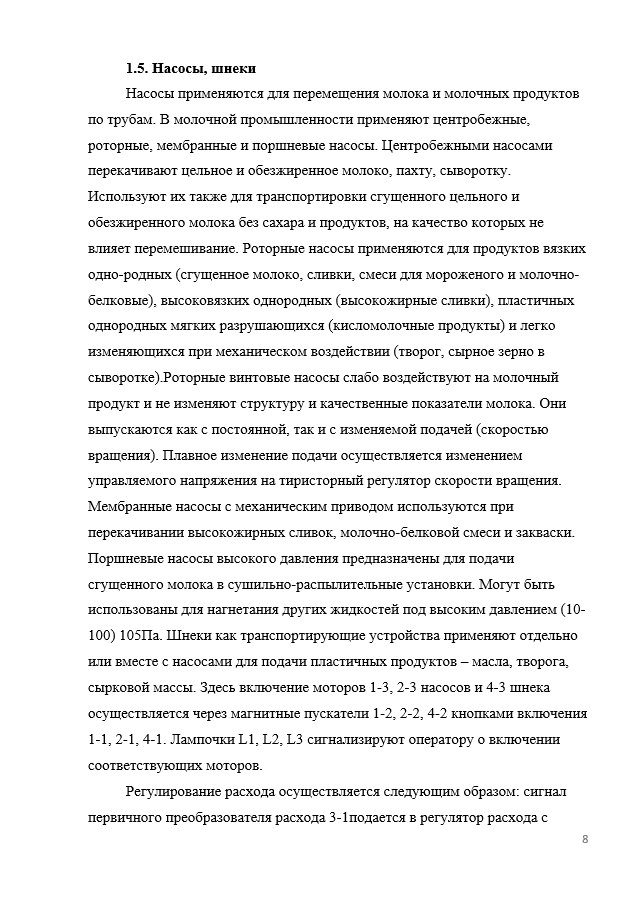 1.5. Насосы, шнеки
Насосы применяются для перемещения молока и молочных продуктов
по трубам. В молочной промышленности применяют центробежные,
роторные, мембранные и поршневые насосы. Центробежными насосами
перекачивают цельное и обезжиренное молоко, пахту, сыворотку.
Используют их также для транспортировки сгущенного цельного и
обезжиренного молока без сахара и продуктов, на качество которых не
влияет перемешивание. Роторные насосы применяются для продуктов вязких
одно-родных (сгущенное молоко, сливки, смеси для мороженого и молочно-
белковые), высоковязких однородных (высокожирные сливки), пластичных
однородных мягких разрушающихся (кисломолочные продукты) и легко
изменяющихся при механическом воздействии (творог, сырное зерно в
сыворотке).Роторные винтовые насосы слабо воздействуют на молочный
продукт и не изменяют структуру и качественные показатели молока. Они
выпускаются как с постоянной, так и с изменяемой подачей (скоростью
вращения). Плавное изменение подачи осуществляется изменением
управляемого напряжения на тиристорный регулятор скорости вращения.
Мембранные насосы с механическим приводом используются при
перекачивании высокожирных сливок, молочно-белковой смеси и закваски.
Поршневые насосы высокого давления предназначены для подачи
сгущенного молока в сушильно-распылительные установки. Могут быть
использованы для нагнетания других жидкостей под высоким давлением (10-
100) 105Па. Шнеки как транспортирующие устройства применяют отдельно
или вместе с насосами для подачи пластичных продуктов – масла, творога,
сырковой массы. Здесь включение моторов 1-3, 2-3 насосов и 4-3 шнека
осуществляется через магнитные пускатели 1-2, 2-2, 4-2 кнопками включения
1-1, 2-1, 4-1. Лампочки L1, L2, L3 сигнализируют оператору о включении
соответствующих моторов.
Регулирование расхода осуществляется следующим образом: сигнал
первичного преобразователя расхода 3-1подается в регулятор расхода с
8